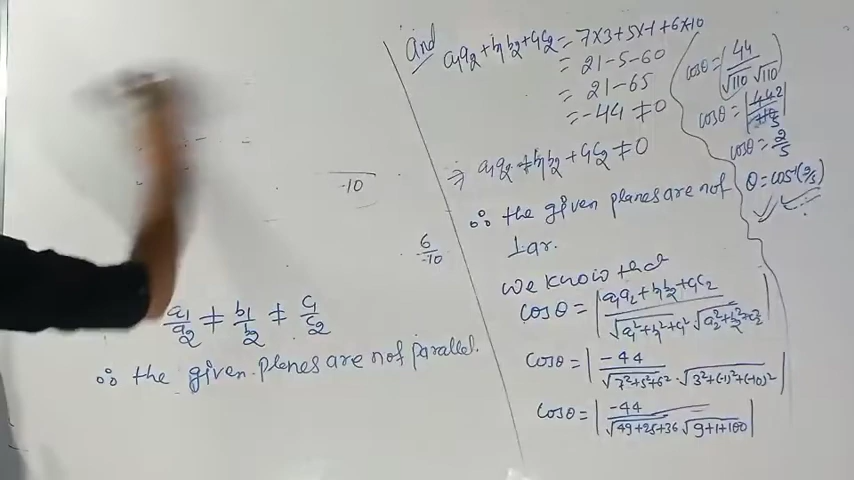 -10
6/-10
a₁/a₂ ≠ b₁/b₂ ≠ c₁/c₂
∴ the given planes are not parallel.
and a₁a₂+b₁b₂+c₁c₂ = 7×3+5×-1+6×10
= 21-5-60
= 21-65
= -44 ≠ 0
⇒ a₁a₂+b₁b₂+c₁c₂ ≠ 0
∴ the given planes are not
⊥ar.
we know that
cosθ = |a₁a₂+b₁b₂+c₁c₂ / √a₁²+b₁²+c₁² √a₂²+b₂²+c₂²|
cosθ = |-44 / √7²+5²+6² . √3²+(-1)²+(-10)²|
cosθ = |-44 / √49+25+36 √9+1+100|
cosθ = |44 / √110 √110|
cosθ = |44 2 / 110 5|
cosθ = 2/5
θ = cos⁻¹(2/5)